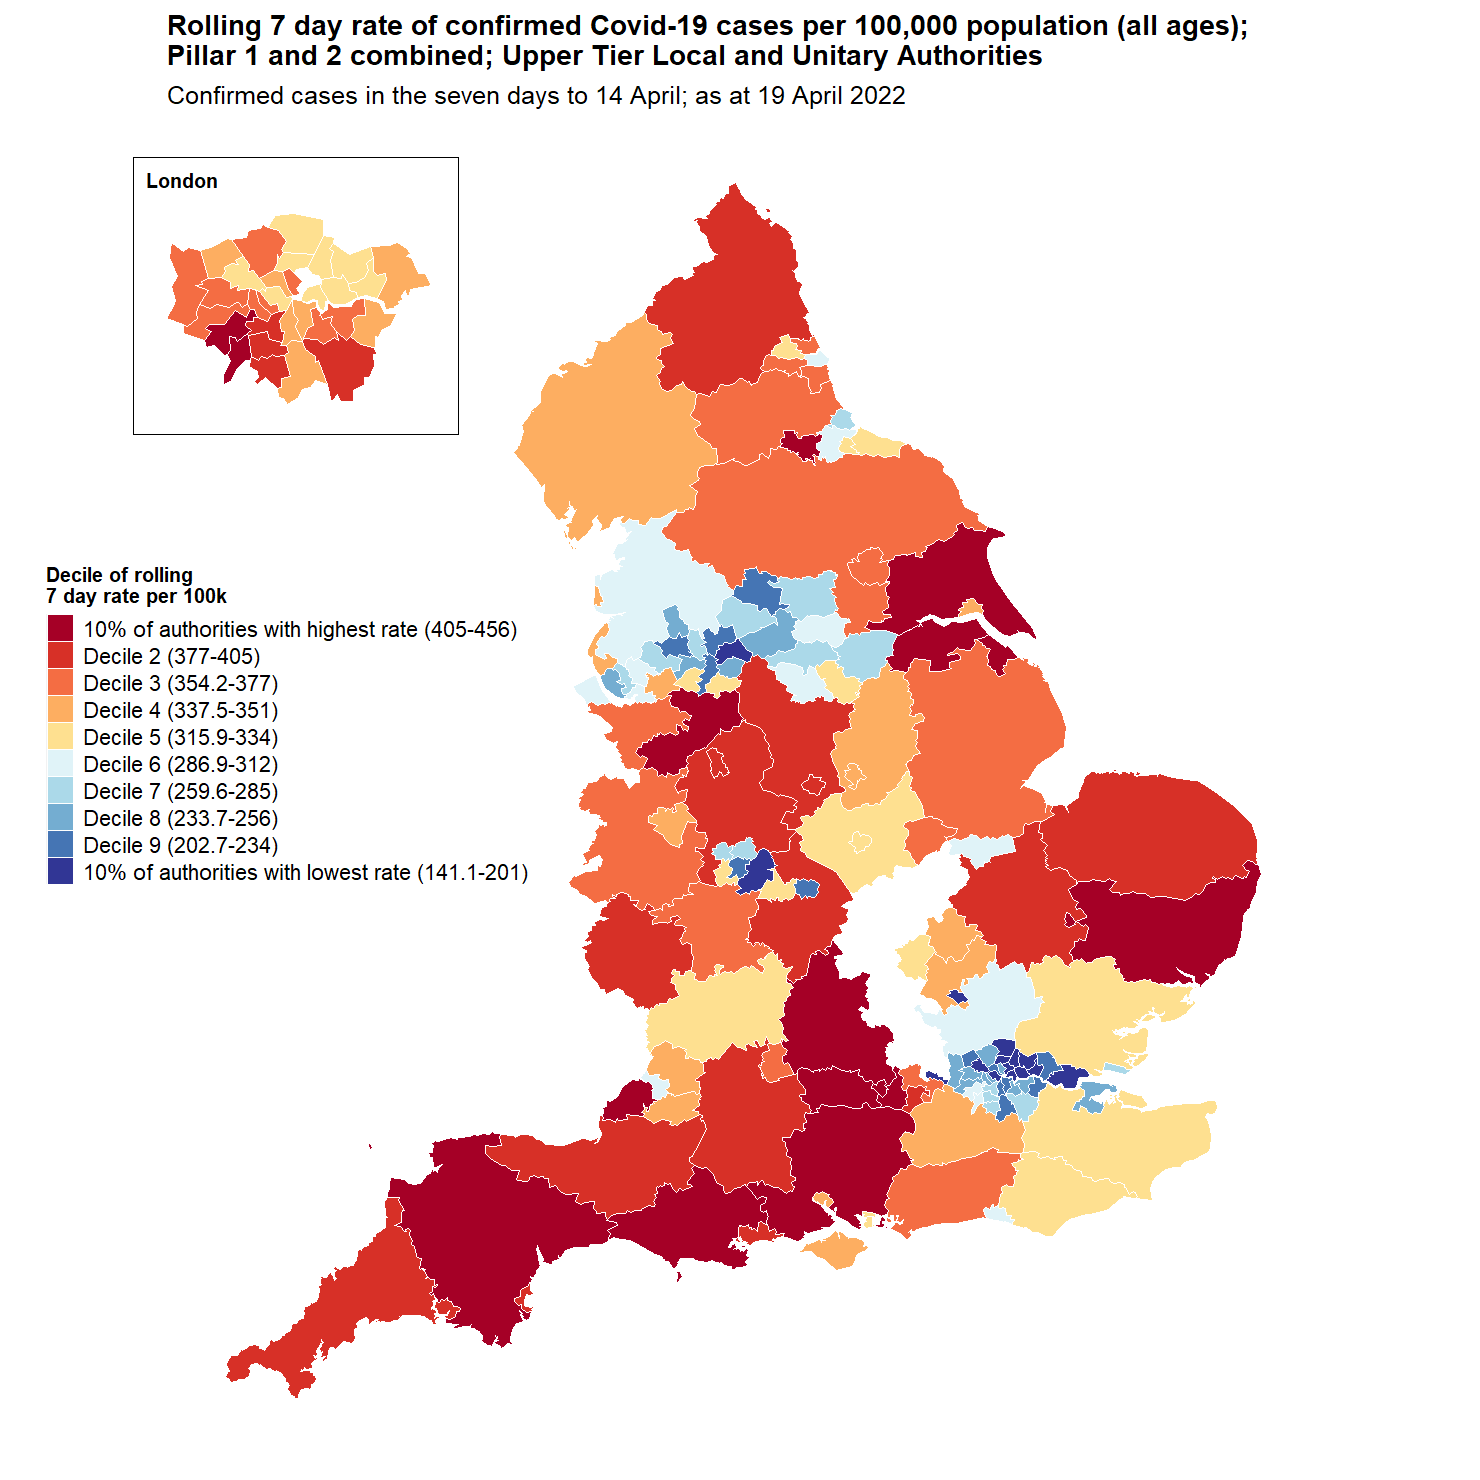 Rolling 7 day rate of confirmed Covid-19 cases per 100,000 population (all ages);
Pillar 1 and 2 combined; Upper Tier Local and Unitary Authorities
Confirmed cases in the seven days to 14 April; as at 19 April 2022
London
Decile of rolling
7 day rate per 100k
10% of authorities with highest rate (405-456)
Decile 2 (377-405)
Decile 3 (354.2-377)
Decile 4 (337.5-351)
Decile 5 (315.9-334)
Decile 6 (286.9-312)
Decile 7 (259.6-285)
Decile 8 (233.7-256)
Decile 9 (202.7-234)
10% of authorities with lowest rate (141.1-201)